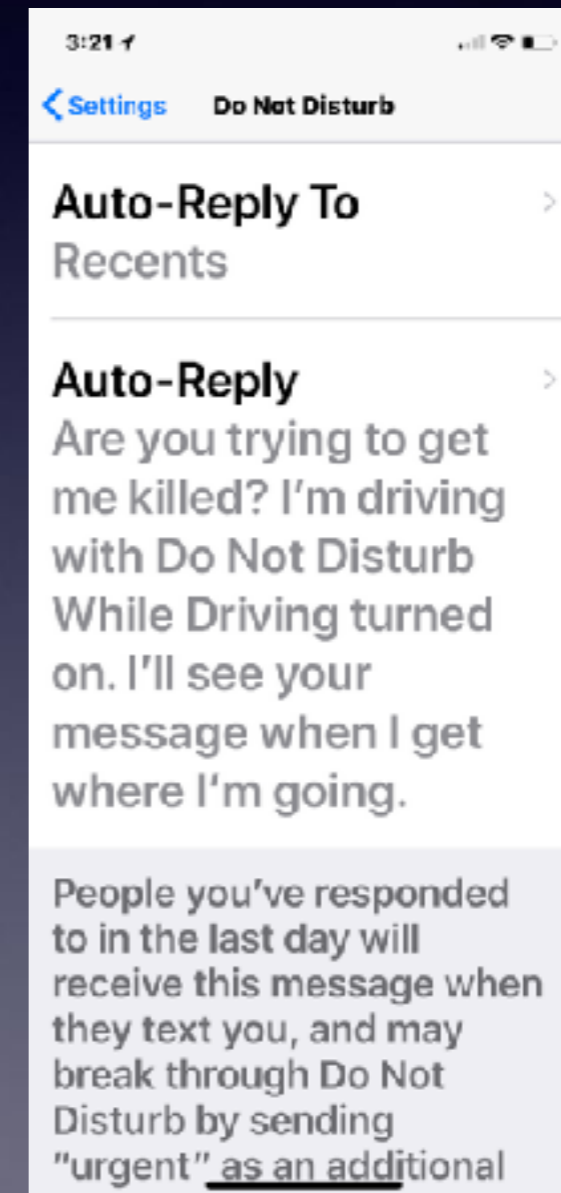 3:21
Settings Do Not Disturb
Auto-Reply To
Recents
Auto-Reply
Are you trying to get
me killed? I'm driving
with Do Not Disturb
While Driving turned
on. I'll see your
message when I get
where I'm going.
People you've responded
to in the last day will
receive this message when
they text you, and may
break through Do Not
Disturb by sending
"urgent" as an additional